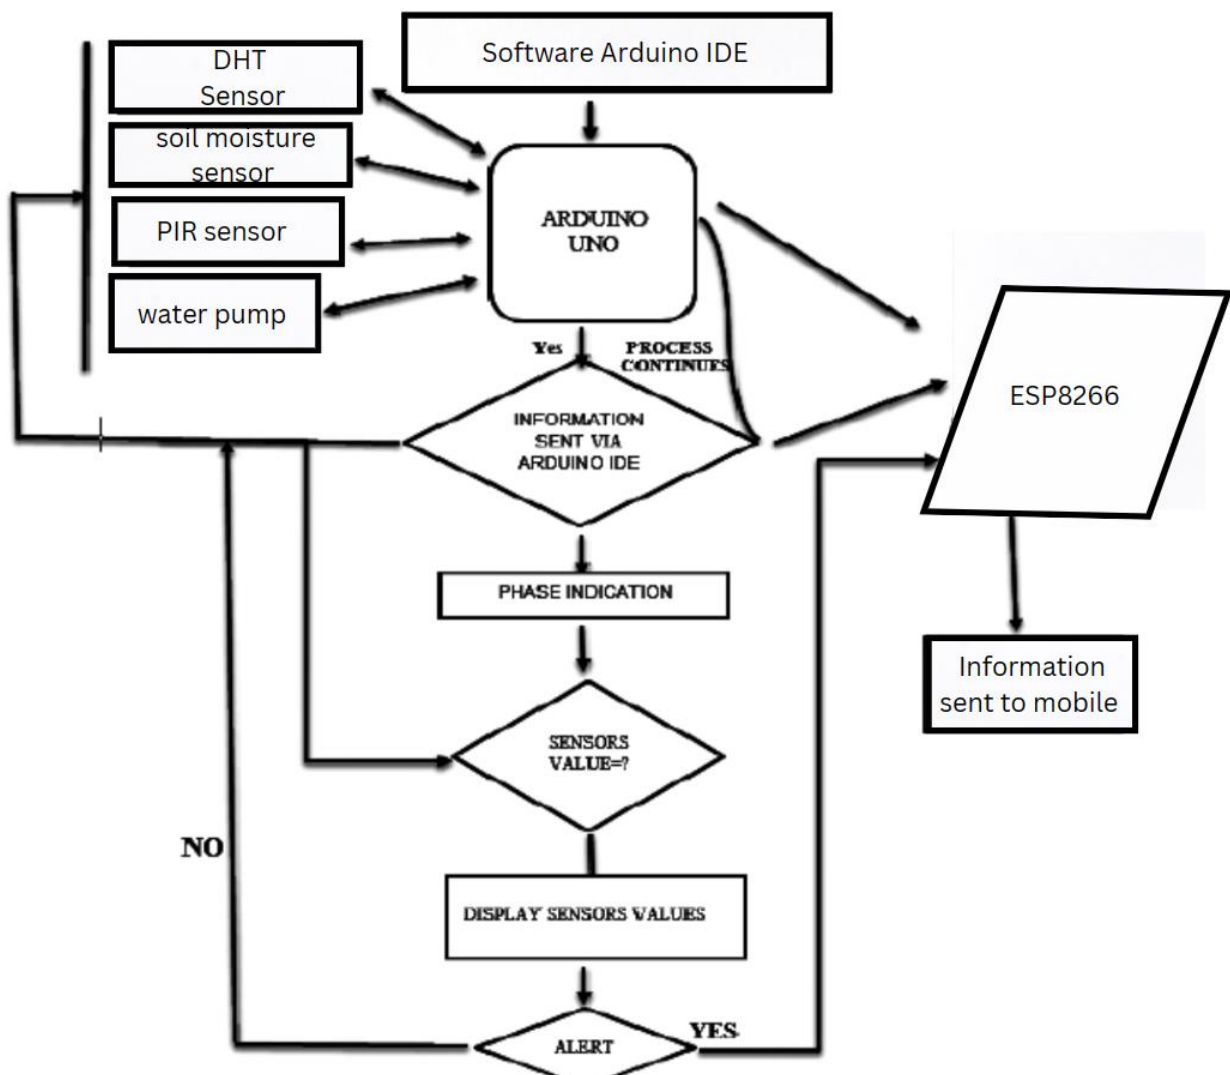 DHT
Sensor
Software Arduino IDE
soil moisture
sensor
PIR sensor
water pump
ARDUINO
UNO
Yes
PROCESS
CONTINUES
INFORMATION
SENT VIA
ARDUINO IDE
ESP8266
PHASE INDICATION
Information
sent to mobile
SENSORS
VALUE=?
NO
DISPLAY SENSORS VALUES
YES
ALERT